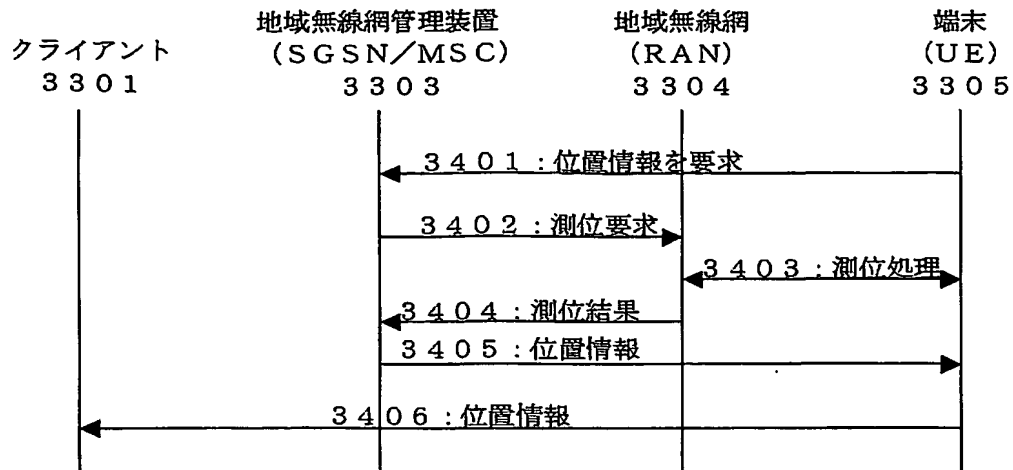 クライアント
3301
地域無線網管理装置
(SGSN/MSC)
3303
地域無線網
(RAN)
3304
端末
(UE)
3305
3401:位置情報を要求
3402:測位要求
3403:測位処理
3404:測位結果
3405:位置情報
3406:位置情報